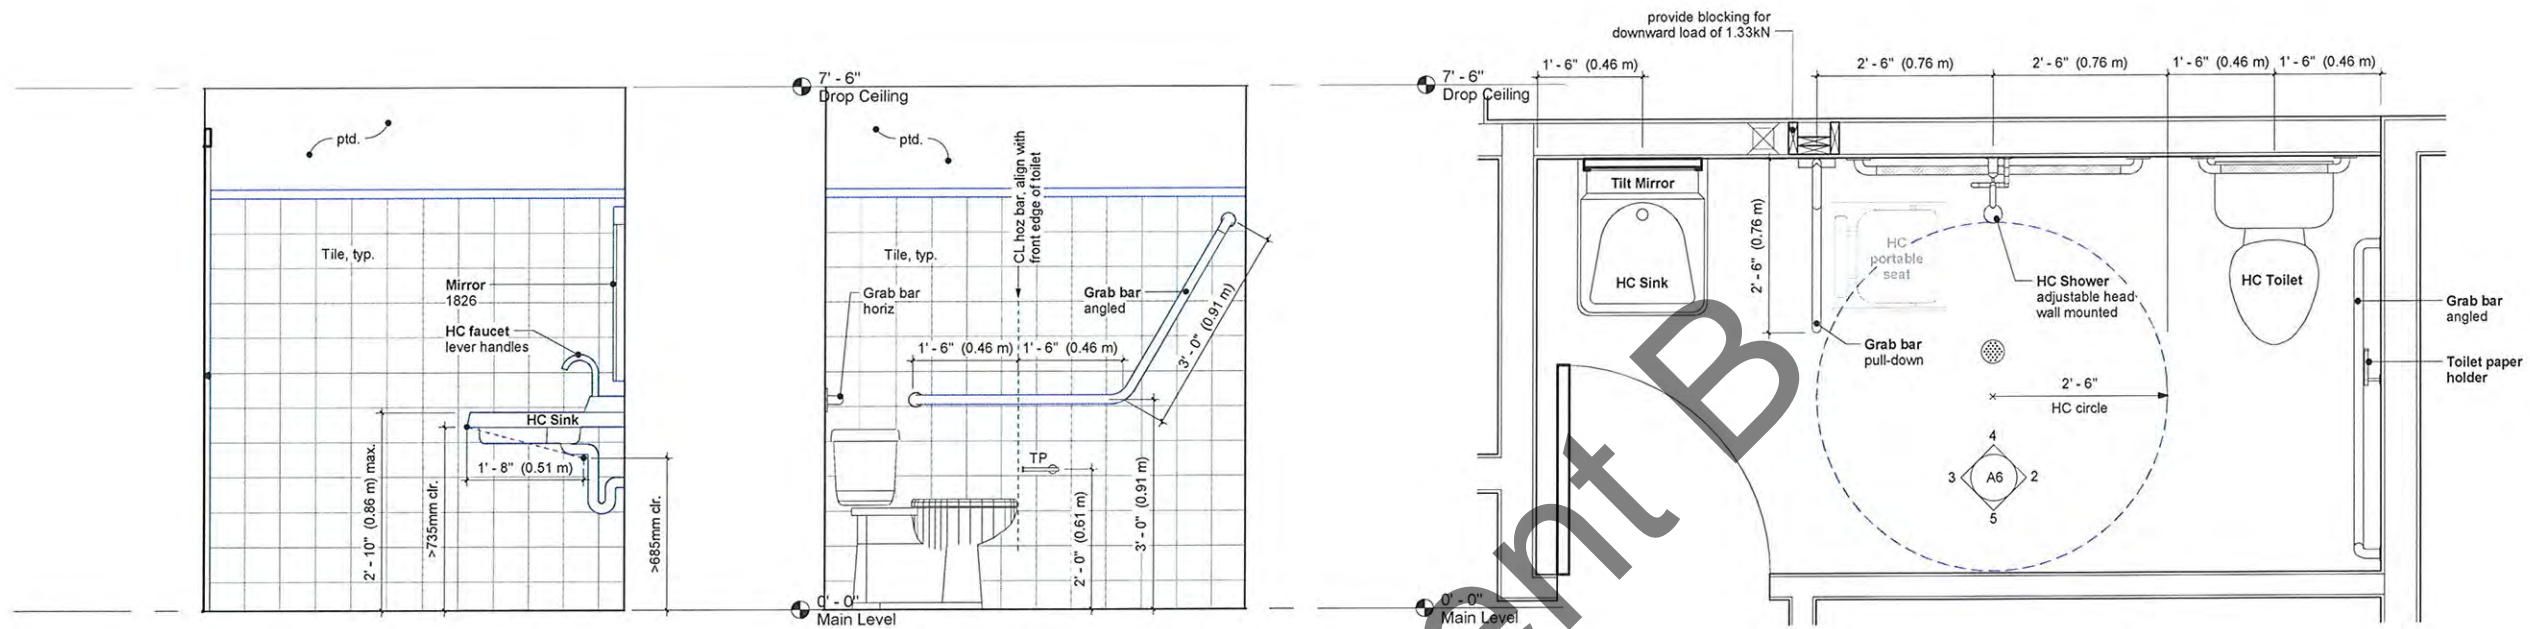 ptd.
Tile, typ.
Mirror
1826
HC faucet
lever handles
HC Sink
1' - 8" (0.51 m)
2' - 10" (0.86 m) max.
>735mm clr.
>685mm clr.
7' - 6"
Drop Ceiling
0' - 0"
Main Level
ptd.
CL hoz bar, align with
front edge of toilet
Tile, typ.
Grab bar
horiz
Grab bar
angled
1' - 6" (0.46 m)
1' - 6" (0.46 m)
3' - 0" (0.91 m)
TP
2' - 0" (0.61 m)
3' - 0" (0.91 m)
7' - 6"
Drop Ceiling
0' - 0"
Main Level
provide blocking for
downward load of 1.33kN
1' - 6" (0.46 m)
2' - 6" (0.76 m)
2' - 6" (0.76 m)
1' - 6" (0.46 m)
1' - 6" (0.46 m)
Tilt Mirror
HC Sink
2' - 6" (0.76 m)
HC
portable
seat
Grab bar
pull-down
HC Shower
adjustable head
wall mounted
HC Toilet
Grab bar
angled
Toilet paper
holder
2' - 6"
HC circle
4
3
A6
2
5
ent B